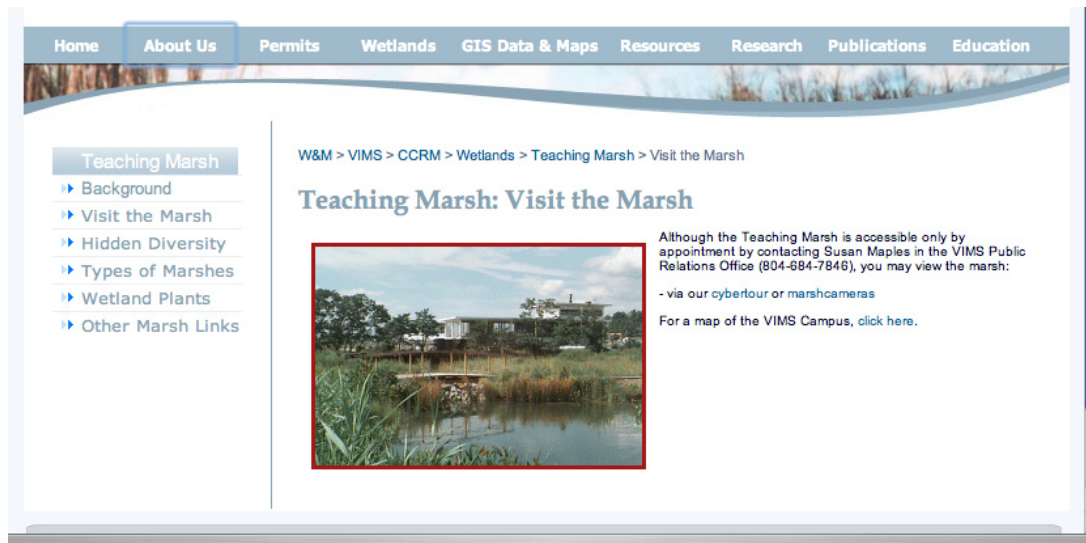 Home About Us Permits Wetlands GIS Data & Maps Resources Research Publications Education
W&M > VIMS > CCRM > Wetlands > Teaching Marsh > Visit the Marsh
Teaching Marsh
Background
Visit the Marsh
Hidden Diversity
Types of Marshes
Wetland Plants
Other Marsh Links
Teaching Marsh: Visit the Marsh
Although the Teaching Marsh is accessible only by
appointment by contacting Susan Maples in the VIMS Public
Relations Office (804-684-
7846), you may view the marsh:
- via our cybertour or marshcameras
For a map of the VIMS Campus, click here.